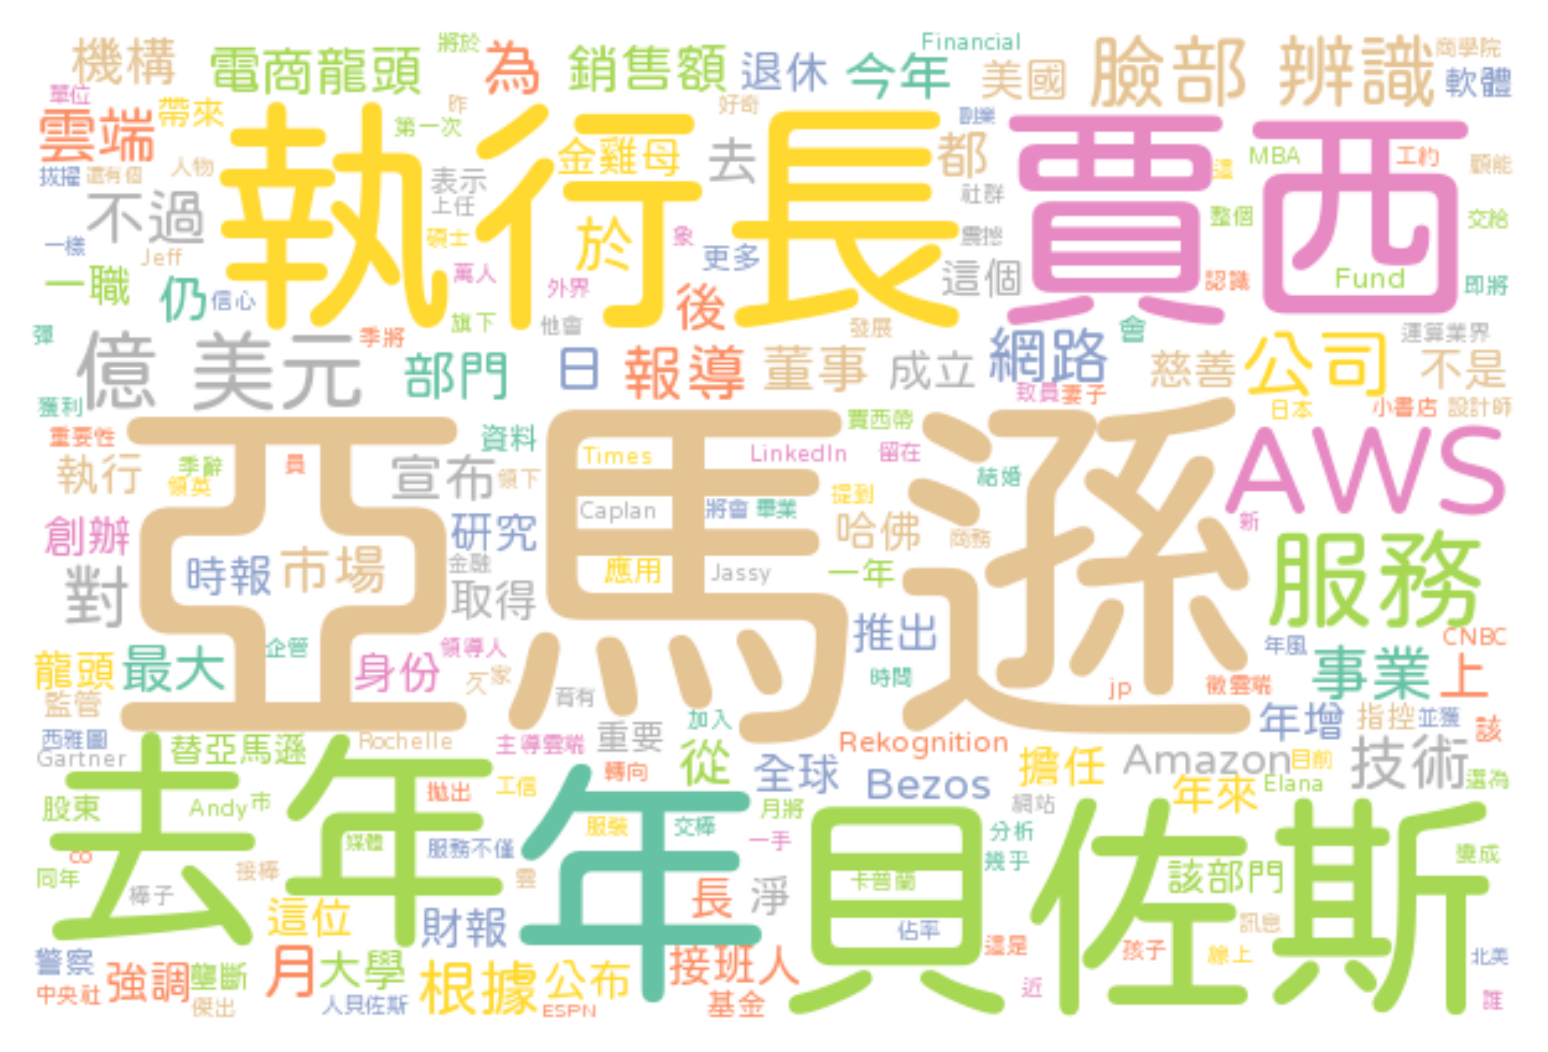 機構 電商龍頭 將於 為 銷售額 退休 今年 Financial 美國 臉部 辨識 商學院 軟體
單位 雲端 帶來 第一次 昨 好奇 副業
拔擢 還有個 人物 執行長 金雞母 去 都 賈西 這 MBA 工約
不過 表示 上任 碩士 於 象 更多 社群 震撼 整個 交給
一樣 Jeff 一職 仍 信心 萬人 外界 後 這個 認識 Fund 即將
彈 億 美元 季將 旗下 他會 發展 會 運算業界
部門 日 報導 董事 成立 網路 慈善 公司 不是
獲利 致員 妻子 日本 小書店 設計師
重要性 資料 亞馬遜 賈西帶 AWS
執行 季辭 領英 員 宣布 領下 Times LinkedIn 留在 結婚
創辦 研究 Caplan 將會 畢業 提到 哈佛 商務 新
對 時報 市場 金融 取得 應用 Jassy 一年 服務
企管 領導人 推出 年風 CNBC
龍頭 最大 身份 家 時間 jp 徵雲端 事業 上
監管 育有 加入 年增 指控 並獲 該
西雅圖 替亞馬遜 Rochelle 主導雲端 重要 從 Rekognition
Gartner 轉向 全球 Bezos 擔任 Amazon 目前 技術
股東 Andy 市 拋出 工信 月將 網站 年來 Elana 選為
去年 媒體 服務不僅 年 服裝 交棒 一手 貝佐斯 分析 幾乎 變成
同年 co 棒子 接棒 雲 長 淨 卡普蘭 該部門
這位 財報 佔率 這是 孩子 訊息 線上
警察 強調 壟斷 月 大學 根據 公布 接班人 近 北美
中央社 傑出 人貝佐斯 ESPN 基金 誰